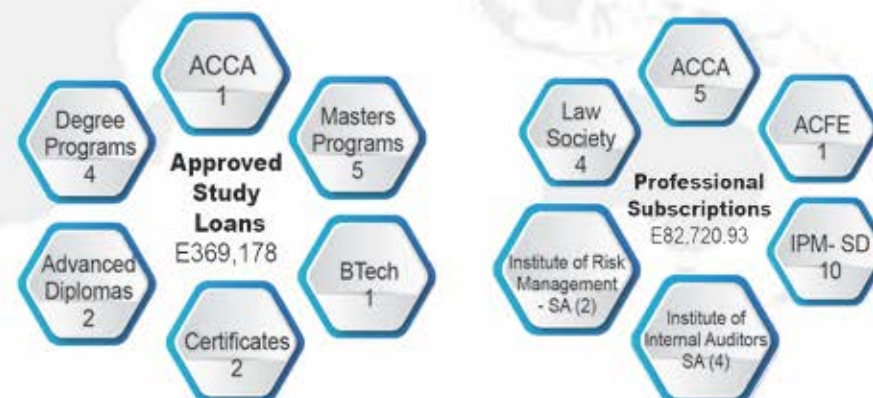 ACCA
1
Masters
Programs
5
BTech
1
Certificates
2
Advanced
Diplomas
2
Degree
Programs
4
Approved
Study
Loans
E369,178
ACCA
5
ACFE
1
IPM- SD
10
Institute of
Internal Auditors
SA (4)
Institute of Risk
Management
- SA (2)
Law
Society
4
Professional
Subscriptions
E82,720.93